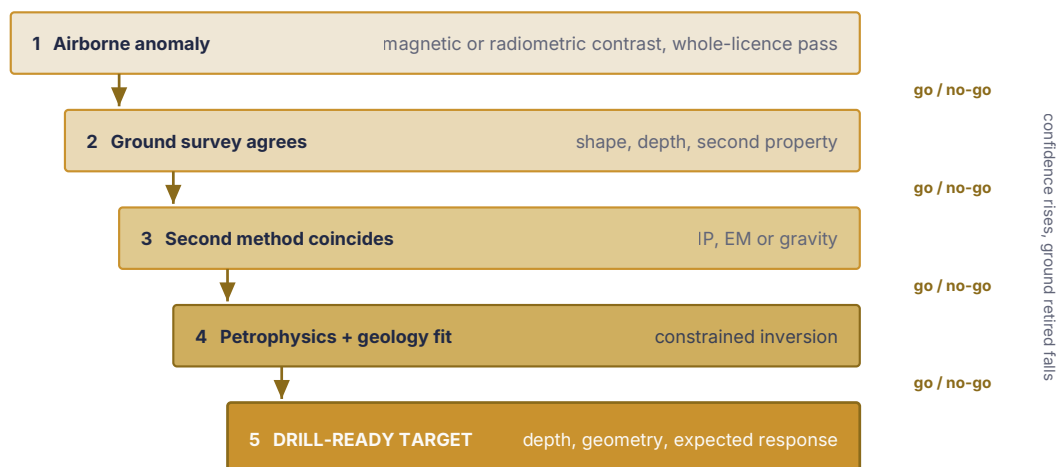 1 Airborne anomaly magnetic or radiometric contrast, whole-licence pass
go / no-go
2 Ground survey agrees shape, depth, second property
go / no-go
3 Second method coincides IP, EM or gravity
go / no-go
4 Petrophysics + geology fit constrained inversion
go / no-go
5 DRILL-READY TARGET depth, geometry, expected response
confidence rises, ground retired falls